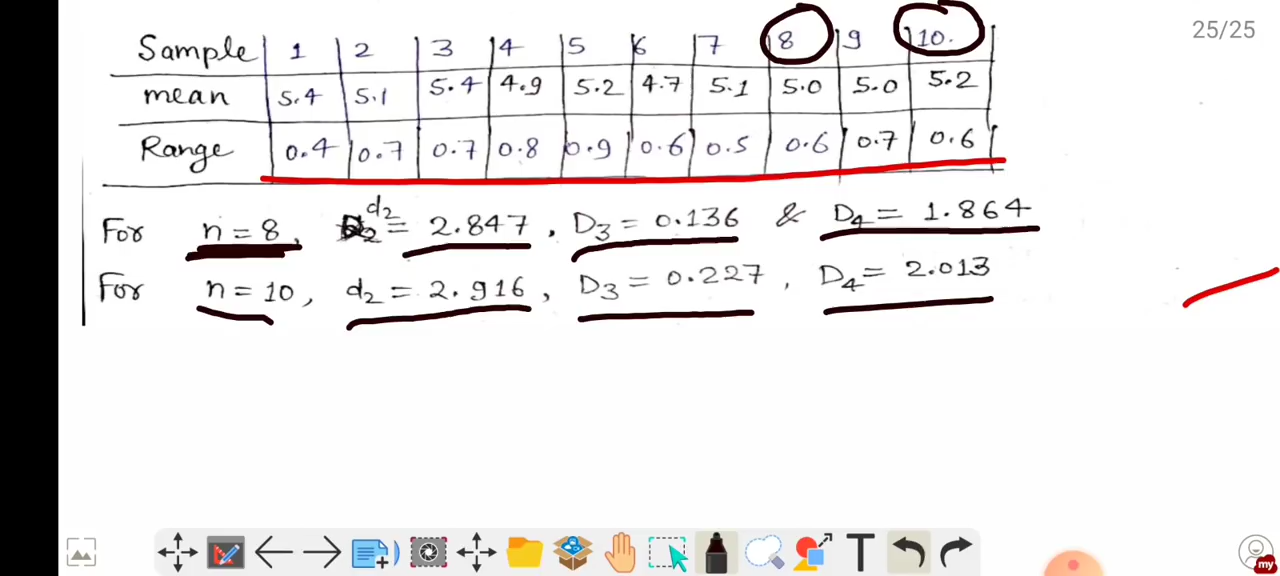 25/25
Sample 1 2 3 4 5 6 7 8 9 10.
mean 5.4 5.1 5.4 4.9 5.2 4.7 5.1 5.0 5.0 5.2
Range 0.4 0.7 0.7 0.8 0.9 0.6 0.5 0.6 0.7 0.6
For n = 8, d2 = 2.847, D3 = 0.136 & D4 = 1.864
For n = 10, d2 = 2.916, D3 = 0.227, D4 = 2.013
T
my